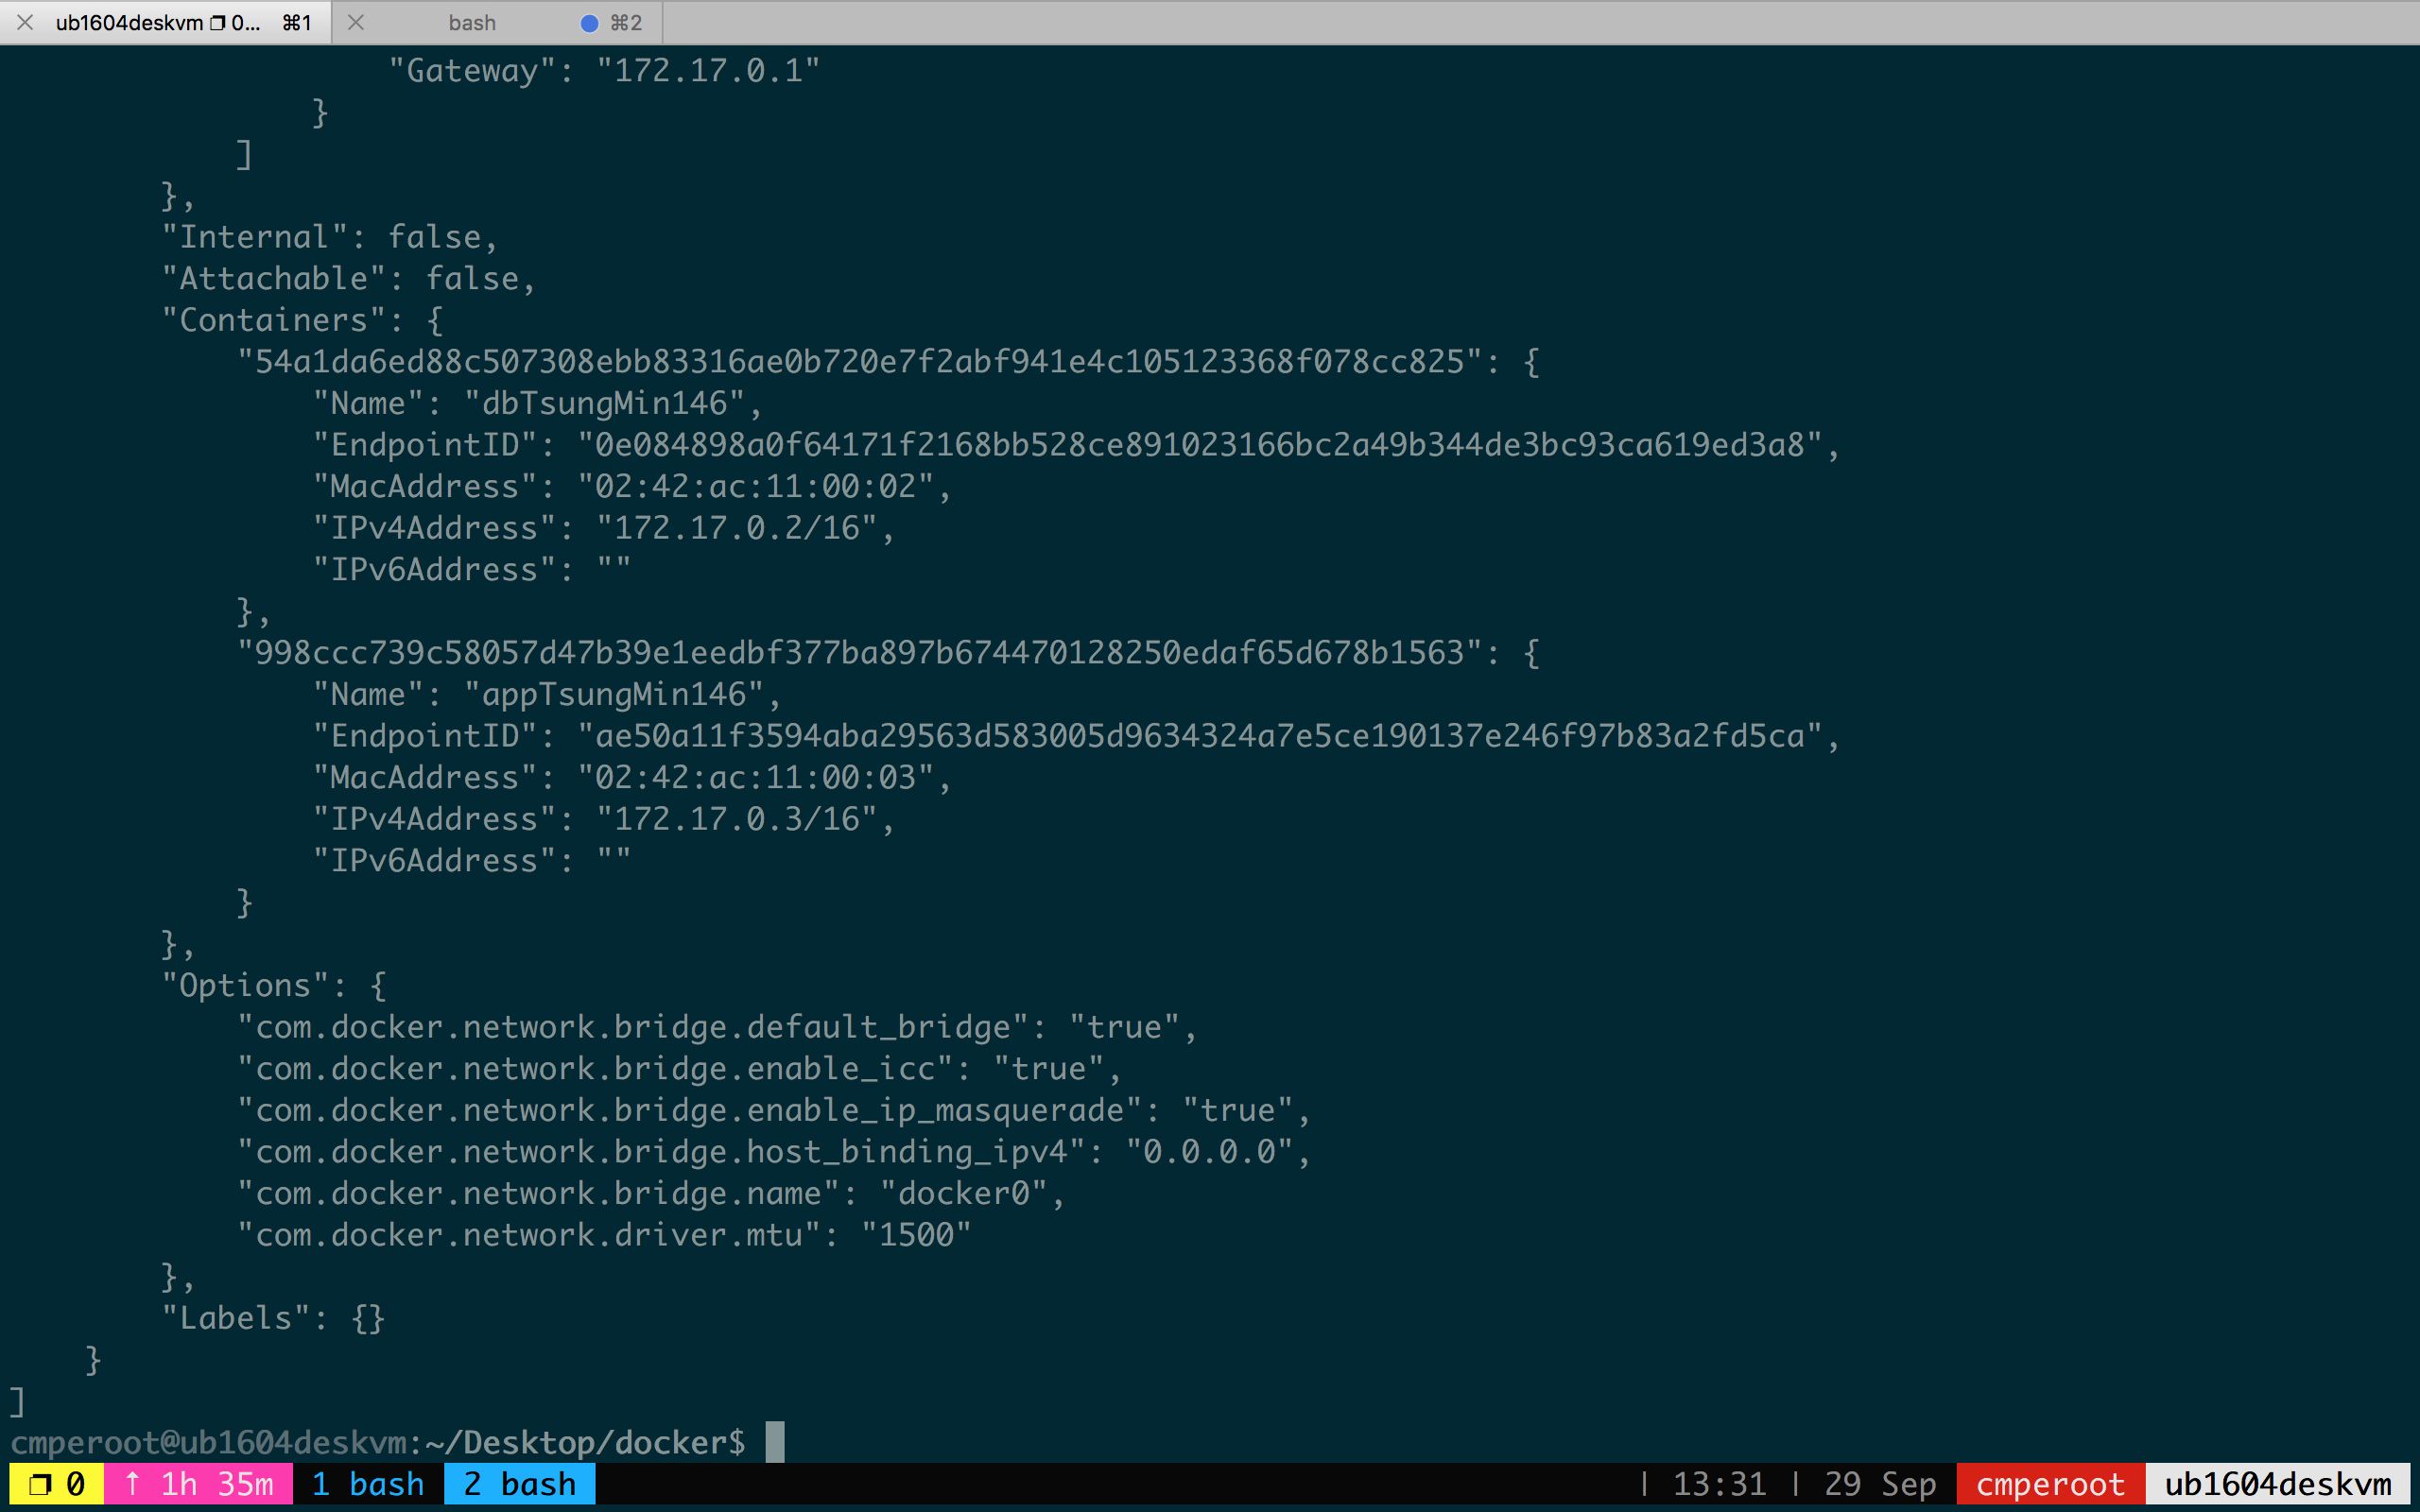 ub1604deskvm 0... ⌘1 bash ⌘2
"Gateway": "172.17.0.1"
}
]
},
"Internal": false,
"Attachable": false,
"Containers": {
"54a1da6ed88c507308ebb83316ae0b720e7f2abf941e4c105123368f078cc825": {
"Name": "dbTsungMin146",
"EndpointID": "0e084898a0f64171f2168bb528ce891023166bc2a49b344de3bc93ca619ed3a8",
"MacAddress": "02:42:ac:11:00:02",
"IPv4Address": "172.17.0.2/16",
"IPv6Address": ""
},
"998ccc739c58057d47b39e1eedbf377ba897b674470128250edaf65d678b1563": {
"Name": "appTsungMin146",
"EndpointID": "ae50a11f3594aba29563d583005d9634324a7e5ce190137e246f97b83a2fd5ca",
"MacAddress": "02:42:ac:11:00:03",
"IPv4Address": "172.17.0.3/16",
"IPv6Address": ""
}
},
"Options": {
"com.docker.network.bridge.default_bridge": "true",
"com.docker.network.bridge.enable_icc": "true",
"com.docker.network.bridge.enable_ip_masquerade": "true",
"com.docker.network.bridge.host_binding_ipv4": "0.0.0.0",
"com.docker.network.bridge.name": "docker0",
"com.docker.network.driver.mtu": "1500"
},
"Labels": {}
}
]
cmperoot@ub1604deskvm:~/Desktop/docker$
❐ 0 ↑ 1h 35m 1 bash 2 bash | 13:31 | 29 Sep cmperoot ub1604deskvm